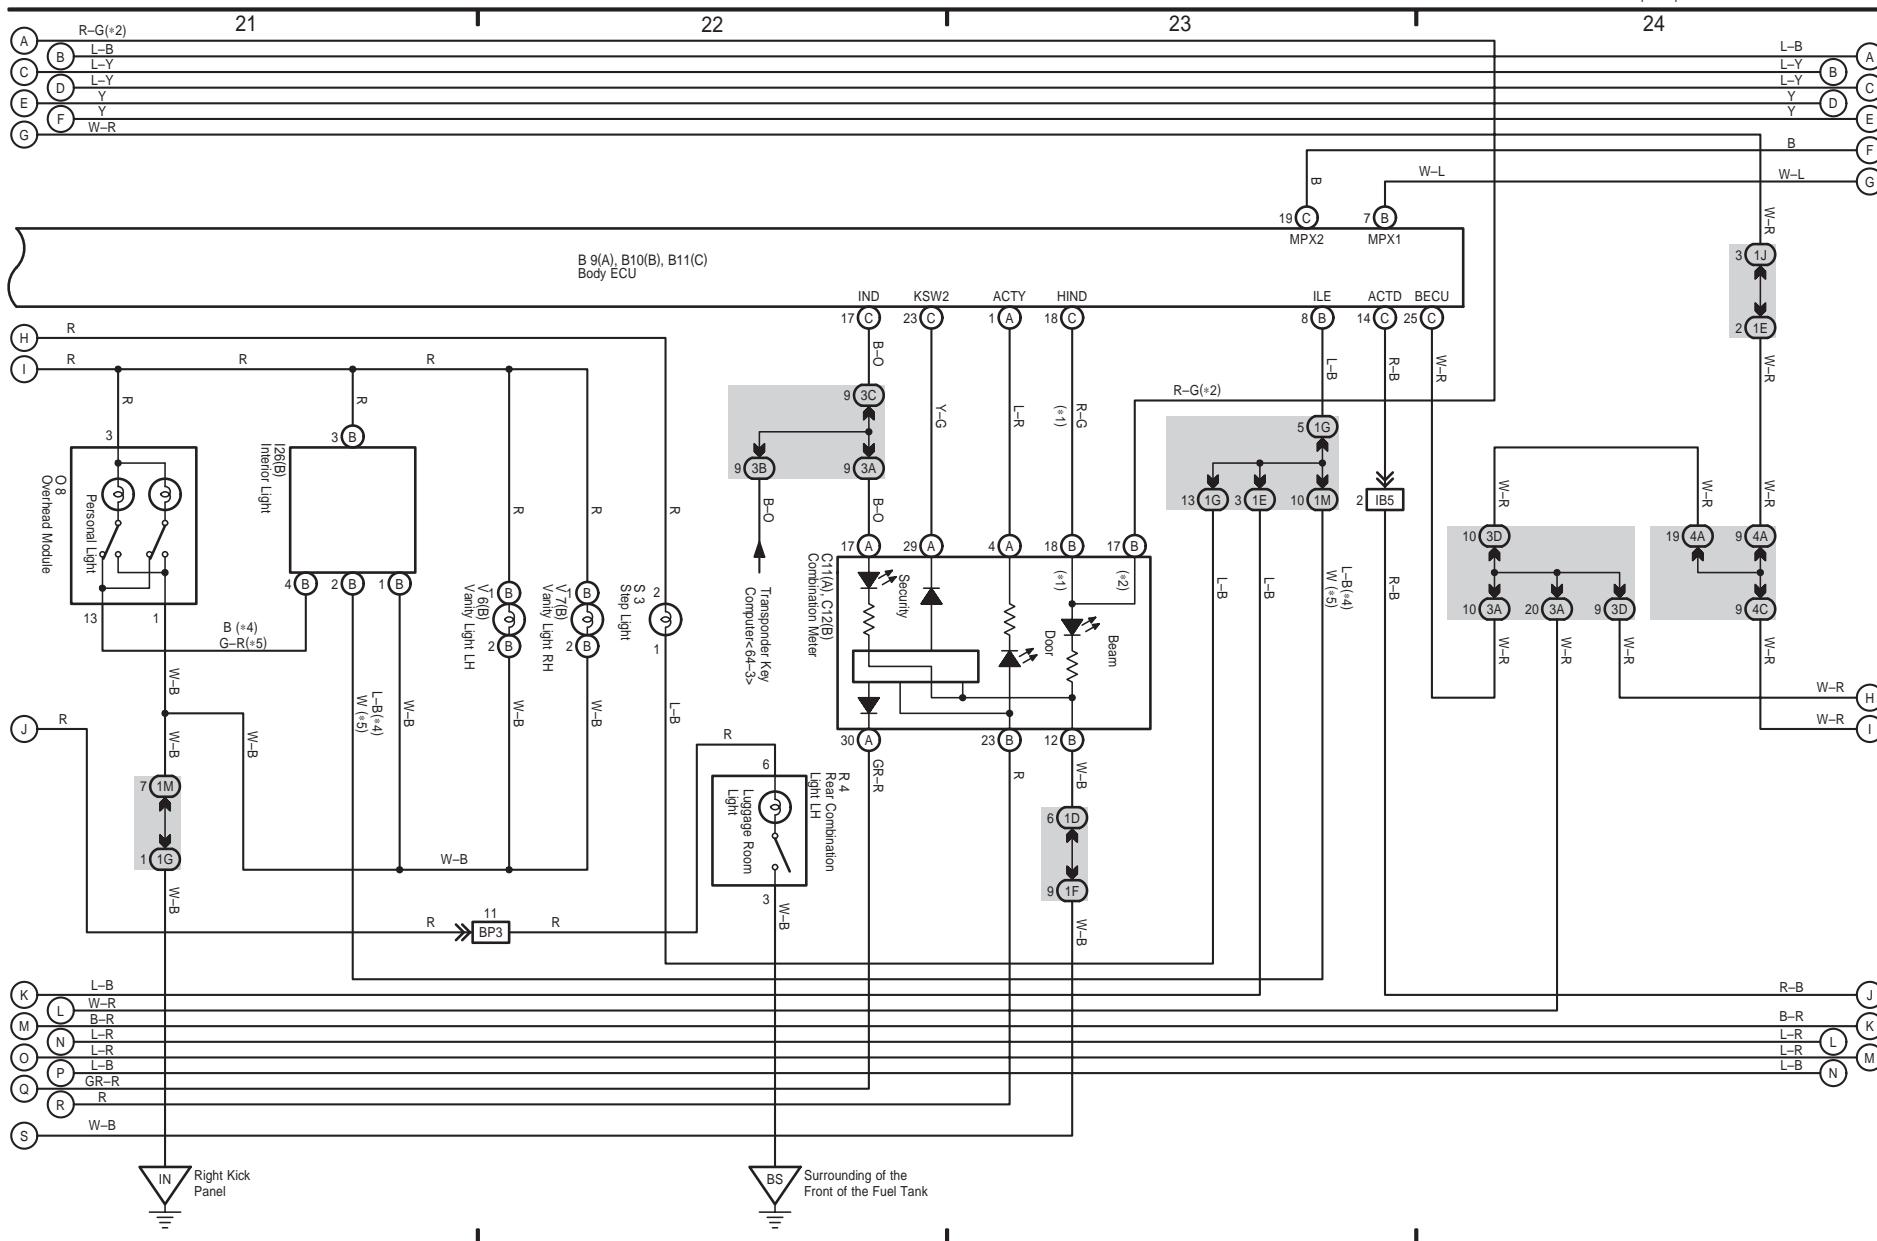 21
22
23
24
A
R–G(*2)
B
L–B
C
L–Y
D
L–Y
E
Y
F
Y
G
W–R
L–B
A
L–Y
B
L–Y
C
Y
D
Y
E
B
F
W–L
W–L
G
B
19 C
7 B
MPX2
MPX1
B 9(A), B10(B), B11(C)
Body ECU
IND
KSW2
ACTY
HIND
ILE
ACTD
BECU
17 C
23 C
1 A
18 C
8 B
14 C
25 C
W–R
3 1J
2 1E
W–R
H
R
I
R
R
R
R
R
3
3 B
O 8
Overhead Module
Personal Light
I26(B)
Interior Light
13
1
4 B
2 B
1 B
B (*4)
G–R(*5)
W–B
L–B(*4)
W (*5)
W–B
R
R
R
1 B
2 B
V 6(B)
Vanity Light LH
1 B
2 B
V 7(B)
Vanity Light RH
S 3
Step Light
2
1
W–B
W–B
L–B
B–O
9 3C
9 3B
9 3A
B–O
B–O
Transponder Key
Computer<64–3>
Y–G
L–R
R–G
(*1)
R–G(*2)
L–B
R–B
W–R
5 1G
13 1G
3 1E
10 1M
2 IB5
17 A
29 A
4 A
18 B
17 B
C11(A), C12(B)
Combination Meter
Security
Door
Beam
(*1)
(*2)
30 A
23 B
12 B
GR–R
R
W–B
6 1D
9 1F
W–B
L–B
L–B
L–B(*4)
W (*5)
R–B
W–R
W–R
10 3D
19 4A
9 4A
10 3A
20 3A
9 3D
9 4C
W–R
W–R
W–R
W–R
W–R
H
W–R
I
J
R
W–B
W–B
7 1M
1 1G
W–B
W–B
R
11
BP3
R
R
6
R 4
Rear Combination
Light LH
Luggage Room
Light
3
W–B
K
L–B
L
W–R
M
B–R
N
L–R
O
L–R
P
L–B
Q
GR–R
R
R
S
W–B
R–B
J
B–R
K
L–R
L
L–R
M
L–B
N
IN
Right Kick
Panel
BS
Surrounding of the
Front of the Fuel Tank